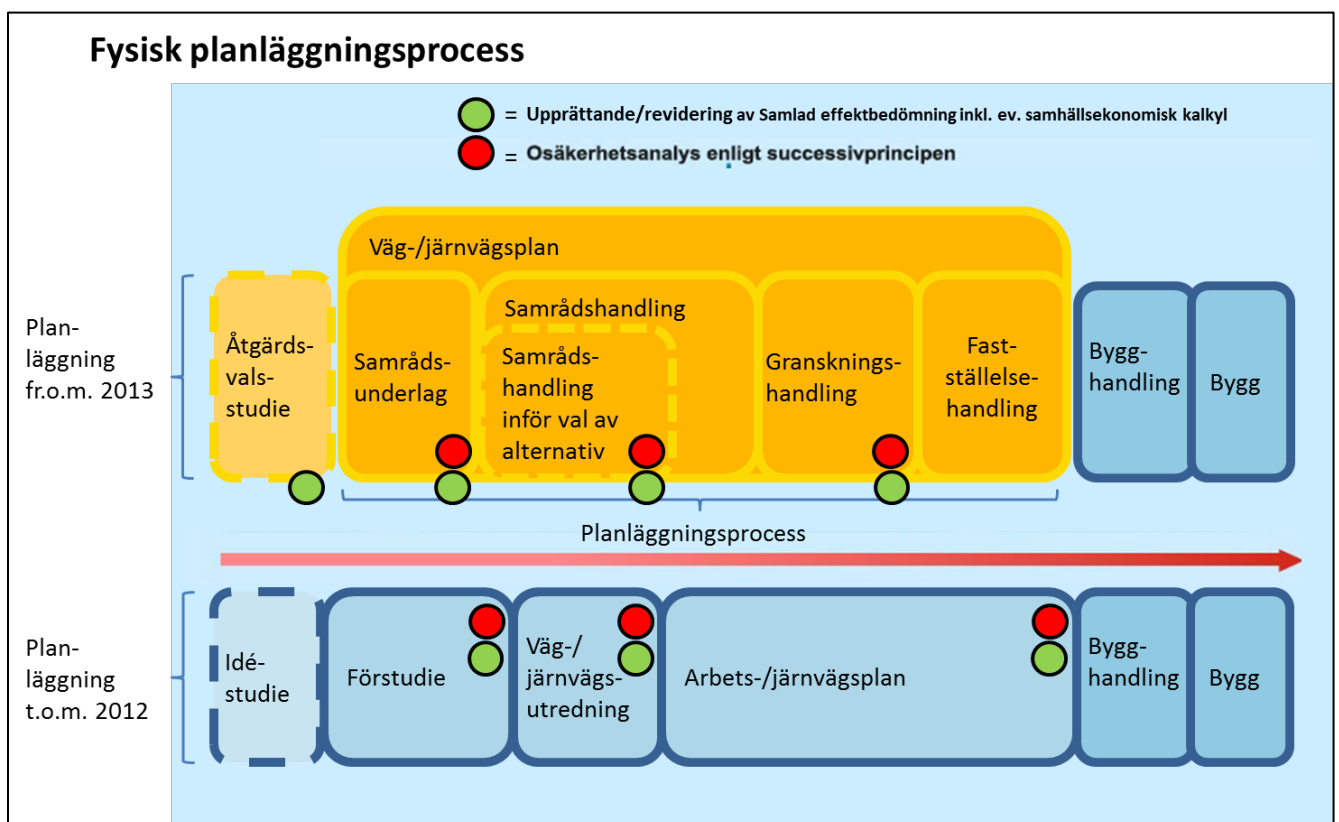 Fysisk planläggningsprocess
= Upprättande/revidering av Samlad effektbedömning inkl. ev. samhällsekonomisk kalkyl
= Osäkerhetsanalys enligt successivprincipen
Plan-
läggning
fr.o.m. 2013
Åtgärds-
vals-
studie
Väg-/järnvägsplan
Samråds-
underlag
Samrådshandling
Samråds-
handling
inför val av
alternativ
Gransknings-
handling
Fast-
ställelse-
handling
Bygg-
handling
Bygg
Planläggningsprocess
Plan-
läggning
t.o.m. 2012
Idé-
studie
Förstudie
Väg-/
järnvägs-
utredning
Arbets-/järnvägsplan
Bygg-
handling
Bygg